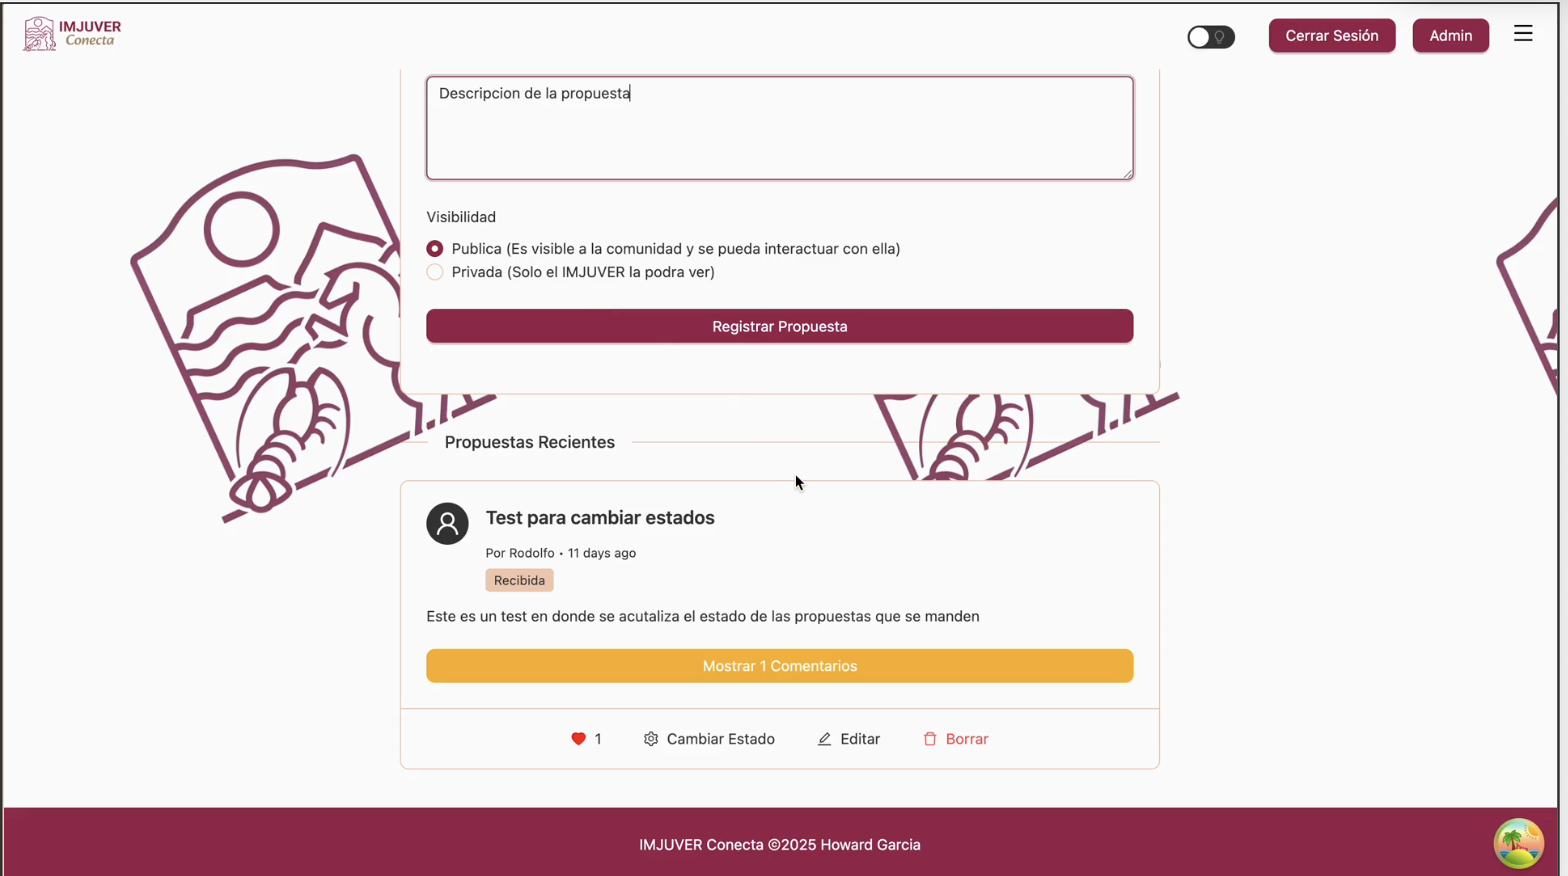 IMJUVER
Conecta
Cerrar Sesión
Admin
Descripcion de la propuesta
Visibilidad
Publica (Es visible a la comunidad y se pueda interactuar con ella)
Privada (Solo el IMJUVER la podra ver)
Registrar Propuesta
Propuestas Recientes
Test para cambiar estados
Por Rodolfo • 11 days ago
Recibida
Este es un test en donde se acutaliza el estado de las propuestas que se manden
Mostrar 1 Comentarios
1 Cambiar Estado Editar Borrar
IMJUVER Conecta ©2025 Howard Garcia